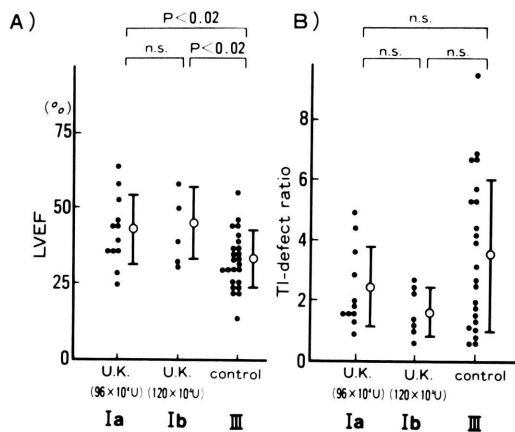 A)
P<0.02
n.s. P<0.02
(%)
75
50
25
0
LVEF
U.K. U.K. control
(96×10⁴U) (120×10⁴U)
Ia Ib III
B)
n.s.
n.s. n.s.
8
6
4
2
0
Tl-defect ratio
U.K. U.K. control
(96×10⁴U) (120×10⁴U)
Ia Ib III